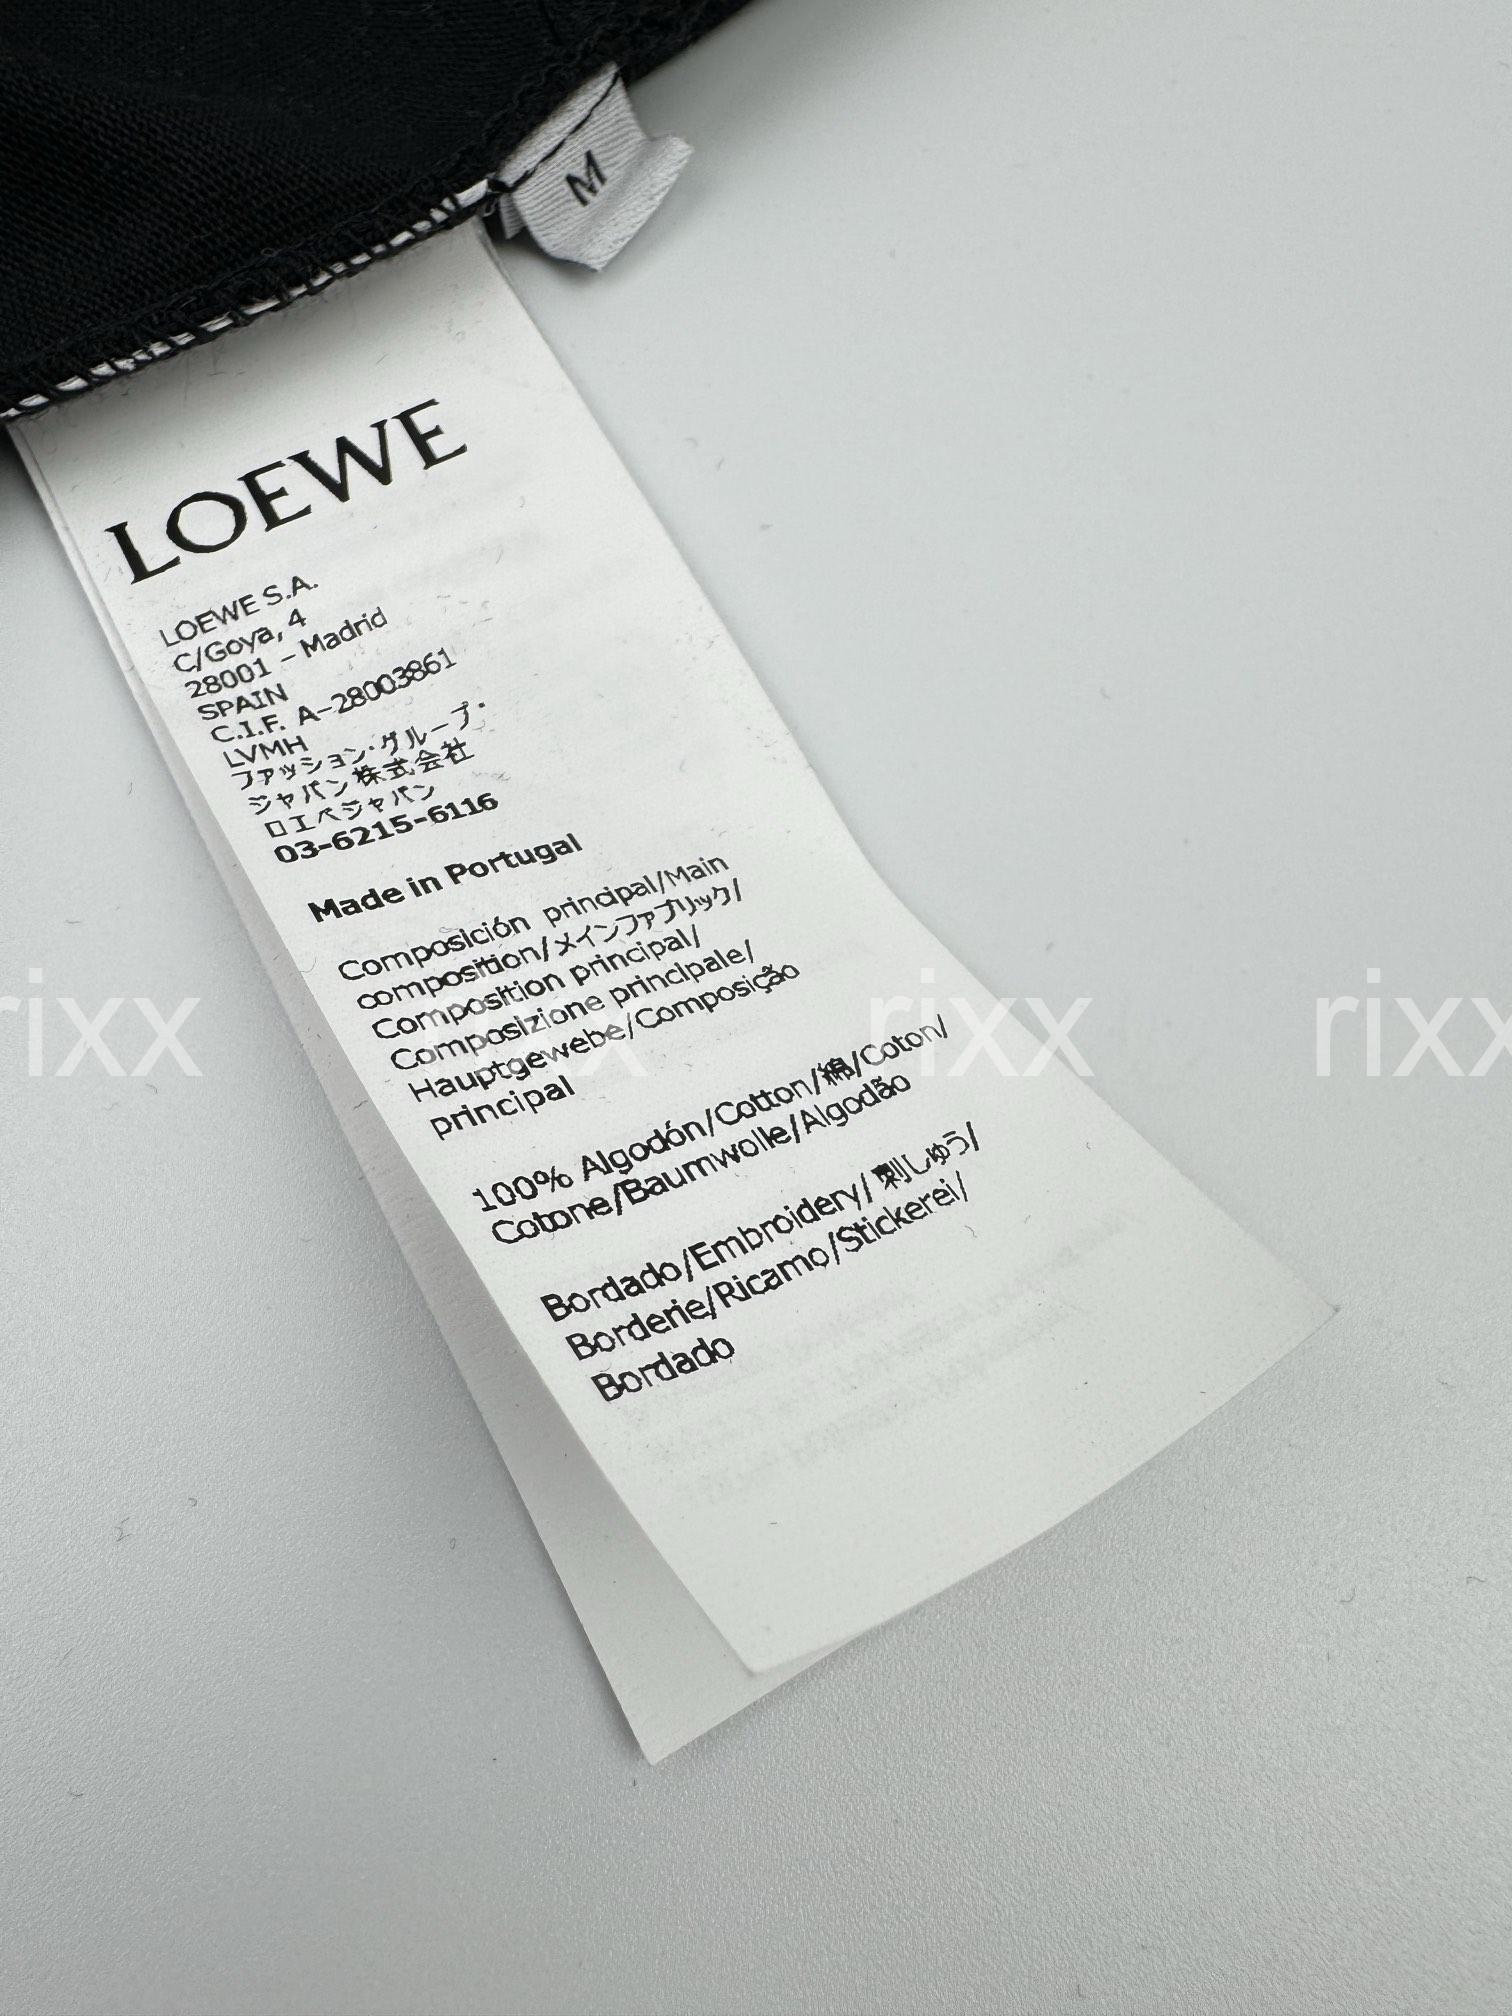 M
LOEWE
LOEWE S.A.
C/Goya, 4
28001 – Madrid
SPAIN
C.I.F. A-28003861
LVMH
ファッション・グループ・
ジャパン株式会社
ロエベジャパン
03-6215-6116
Made in Portugal
Composición principal/Main
composition/メインファブリック/
Composition principal/
Composizione principale/
Hauptgewebe/Composição
principal
100% Algodón/Cotton/綿/Coton/
Cotone/Baumwolle/Algodão
Bordado/Embroidery/刺しゅう/
Borderie/Ricamo/Stickerei/
Bordado
rixx rixx rixx rixx